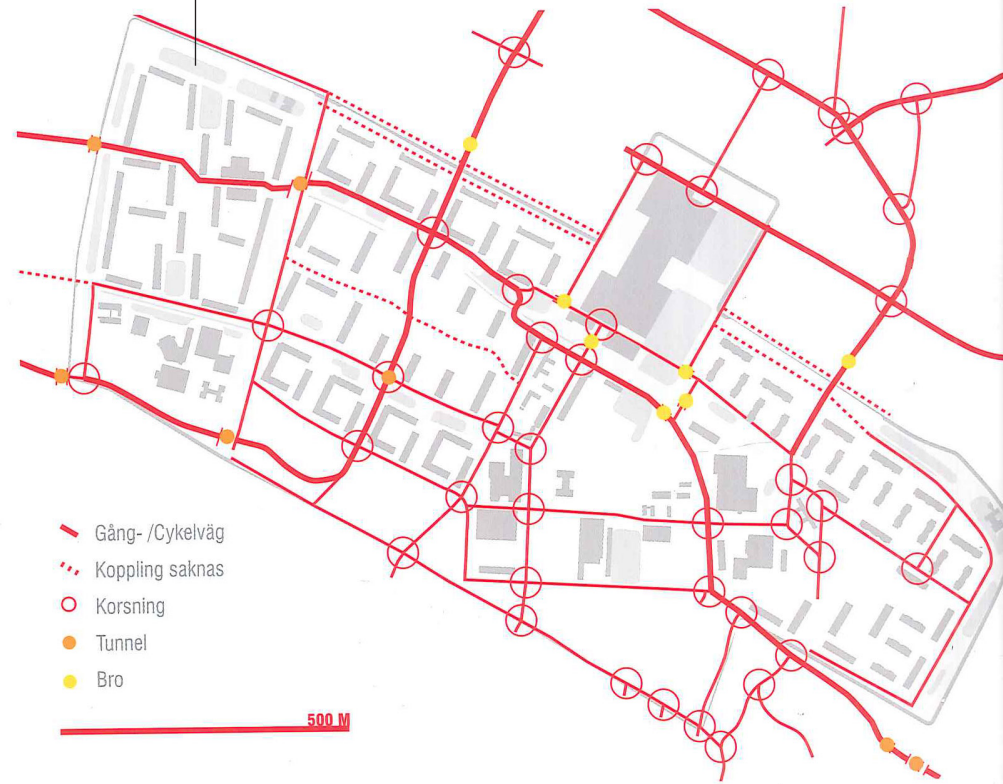 Gång- /Cykelväg
Koppling saknas
Korsning
Tunnel
Bro
500 M